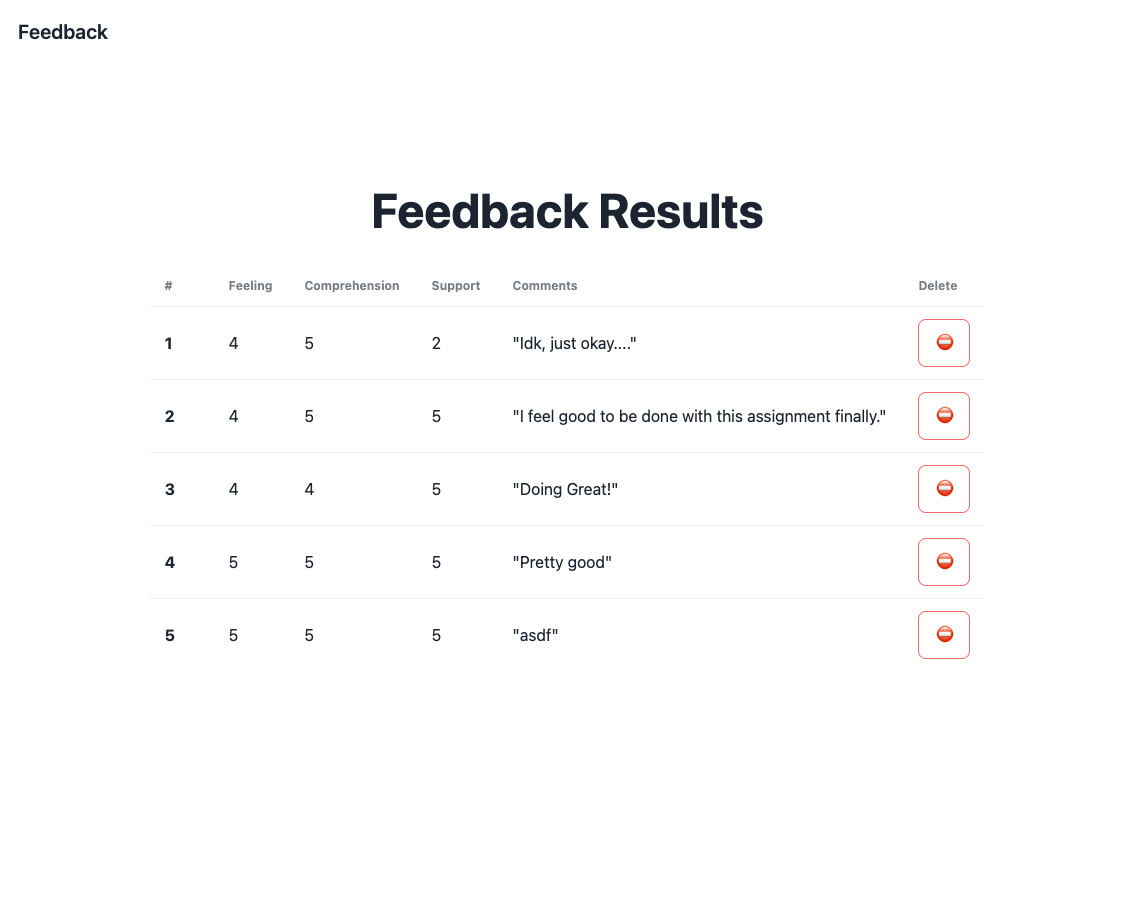 Feedback
Feedback Results
# Feeling Comprehension Support Comments Delete
1 4 5 2 "Idk, just okay...."
2 4 5 5 "I feel good to be done with this assignment finally."
3 4 4 5 "Doing Great!"
4 5 5 5 "Pretty good"
5 5 5 5 "asdf"